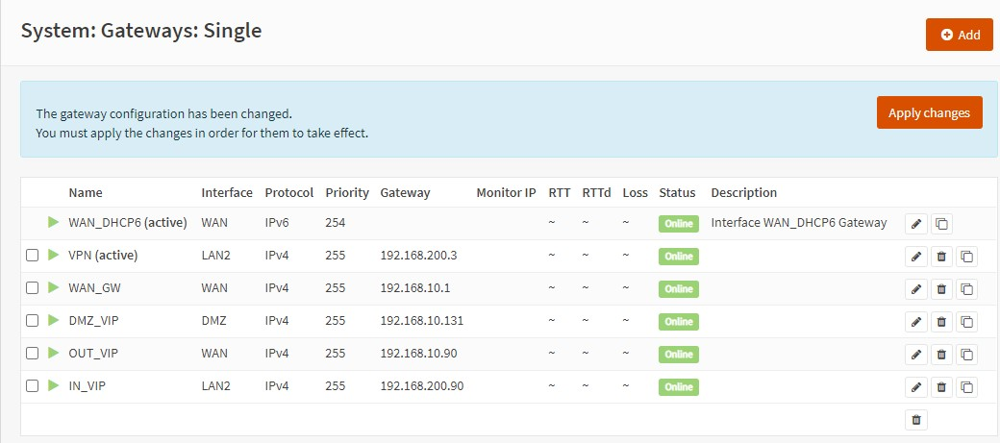 System: Gateways: Single
Add
The gateway configuration has been changed.
You must apply the changes in order for them to take effect.
Apply changes
Name Interface Protocol Priority Gateway Monitor IP RTT RTTd Loss Status Description
WAN_DHCP6 (active) WAN IPv6 254 ~ ~ ~ Online Interface WAN_DHCP6 Gateway
VPN (active) LAN2 IPv4 255 192.168.200.3 ~ ~ ~ Online
WAN_GW WAN IPv4 255 192.168.10.1 ~ ~ ~ Online
DMZ_VIP DMZ IPv4 255 192.168.10.131 ~ ~ ~ Online
OUT_VIP WAN IPv4 255 192.168.10.90 ~ ~ ~ Online
IN_VIP LAN2 IPv4 255 192.168.200.90 ~ ~ ~ Online